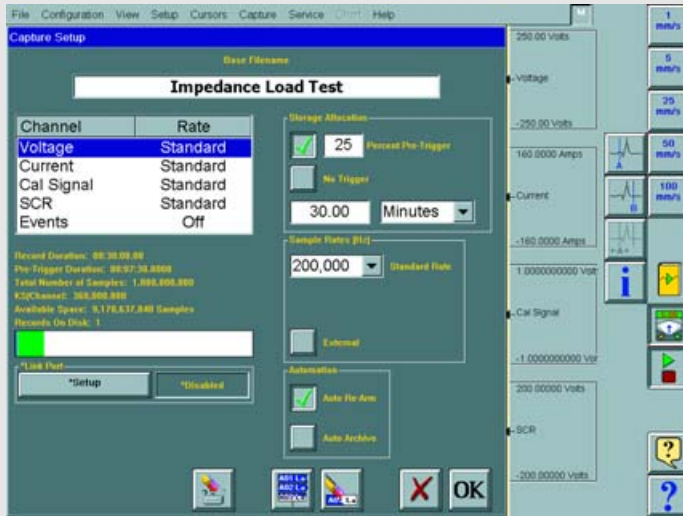 File Configuration View Setup Cursors Capture Service Chart Help
Capture Setup
Base Filename
Impedance Load Test
Channel Rate
Voltage Standard
Current Standard
Cal Signal Standard
SCR Standard
Events Off
Record Duration: 00:30:00.00
Pre-Trigger Duration: 00:07:30.0000
Total Number of Samples: 1,800,000,000
KS/Channel: 360,000.000
Available Space: 9,178,637,840 Samples
Records On Disk: 1
*Link Port
*Setup *Disabled
Storage Allocation
25 Percent Pre-Trigger
No Trigger
30.00 Minutes
Sample Rates [Hz]
200,000 Standard Rate
External
Automation
Auto Re-Arm
Auto Archive
A01 La
A02 La
OK
250.00 Volts
Voltage
-250.00 Volts
160.0000 Amps
Current
-160.0000 Amps
1.0000000000 Volt
Cal Signal
-1.0000000000 Vol
200.00000 Volts
SCR
-200.00000 Volts
M
A
B
1 mm/s
5 mm/s
25 mm/s
50 mm/s
100 mm/s
i
?
?